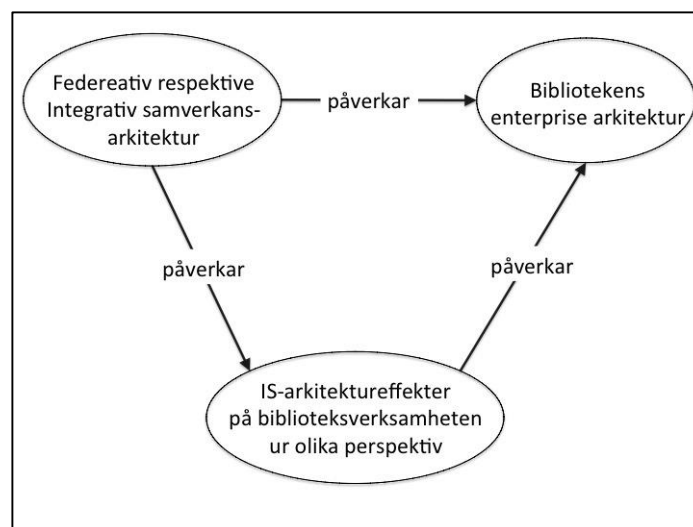 Federeativ respektive
Integrativ samverkans-
arkitektur
påverkar
Bibliotekens
enterprise arkitektur
påverkar
påverkar
IS-arkitektureffekter
på biblioteksverksamheten
ur olika perspektiv